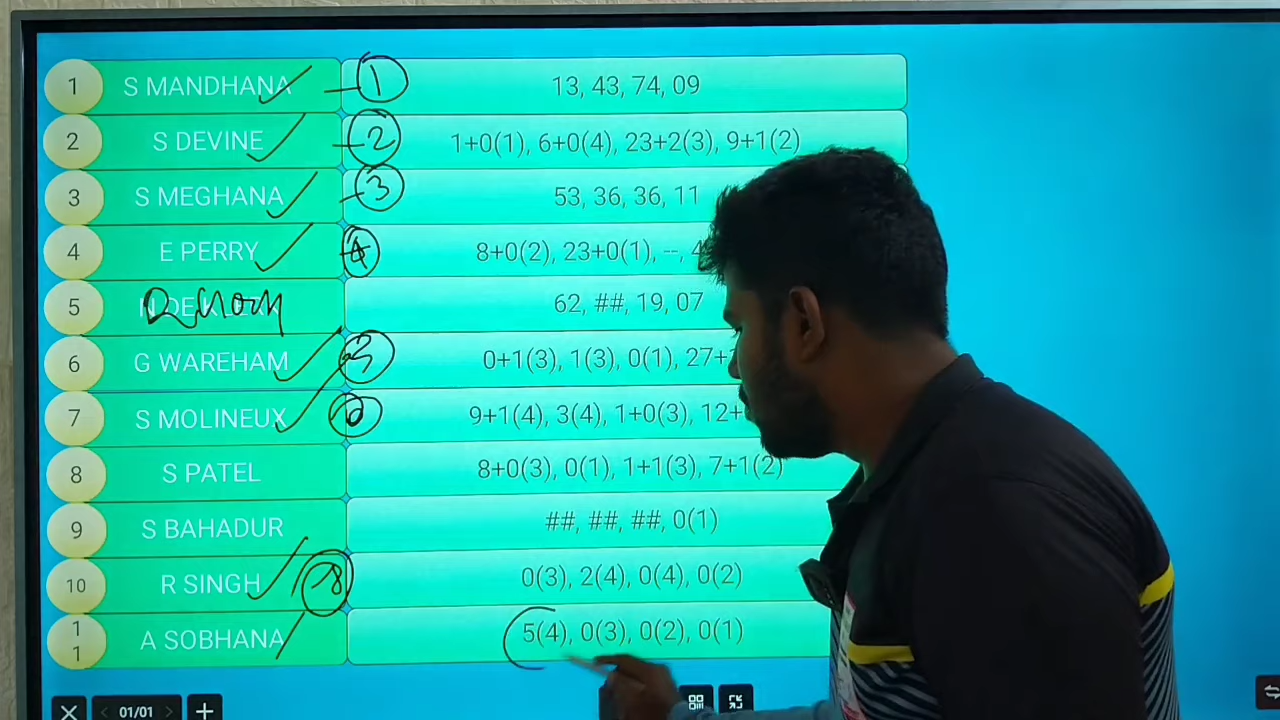 1 S MANDHANA 1 13, 43, 74, 09
2 S DEVINE 2 1+0(1), 6+0(4), 23+2(3), 9+1(2)
3 S MEGHANA 3 53, 36, 36, 11
4 E PERRY 4 8+0(2), 23+0(1), --, 4
5 62, ##, 19, 07
6 G WAREHAM 5 0+1(3), 1(3), 0(1), 27+
7 S MOLINEUX 9+1(4), 3(4), 1+0(3), 12+
8 S PATEL 8+0(3), 0(1), 1+1(3), 7+1(2)
9 S BAHADUR ##, ##, ##, 0(1)
10 R SINGH 0(3), 2(4), 0(4), 0(2)
11 A SOBHANA 5(4), 0(3), 0(2), 0(1)
01/01